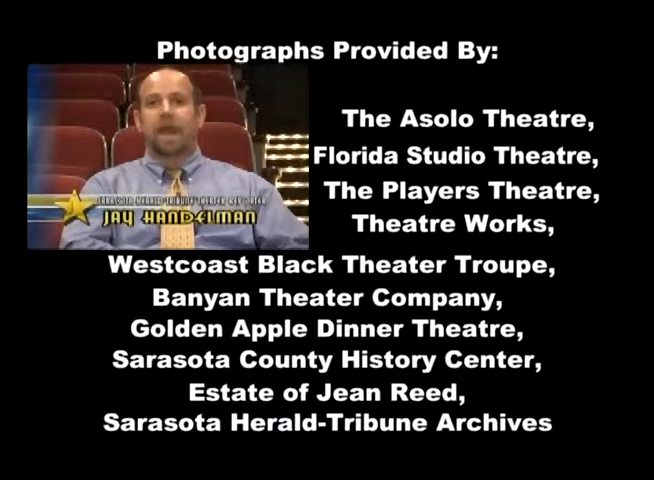 Photographs Provided By:
SARASOTA HERALD-TRIBUNE THEATER REPORTER
JAY HANDELMAN
The Asolo Theatre,
Florida Studio Theatre,
The Players Theatre,
Theatre Works,
Westcoast Black Theater Troupe,
Banyan Theater Company,
Golden Apple Dinner Theatre,
Sarasota County History Center,
Estate of Jean Reed,
Sarasota Herald-Tribune Archives